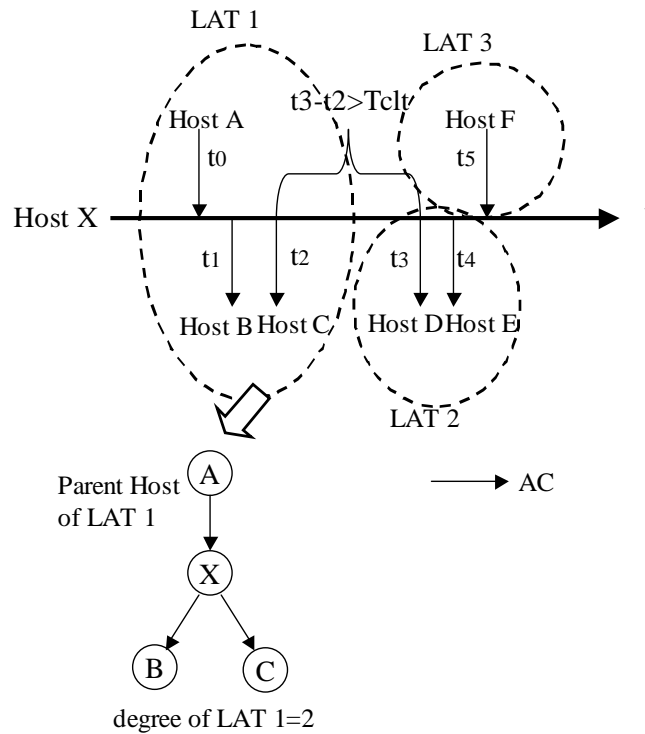 LAT 1
LAT 3
t3-t2>Tclt
Host A
Host F
t0
t5
Host X
t1
t2
t3
t4
Host B
Host C
Host D
Host E
LAT 2
A
Parent Host
of LAT 1
AC
X
B
C
degree of LAT 1=2